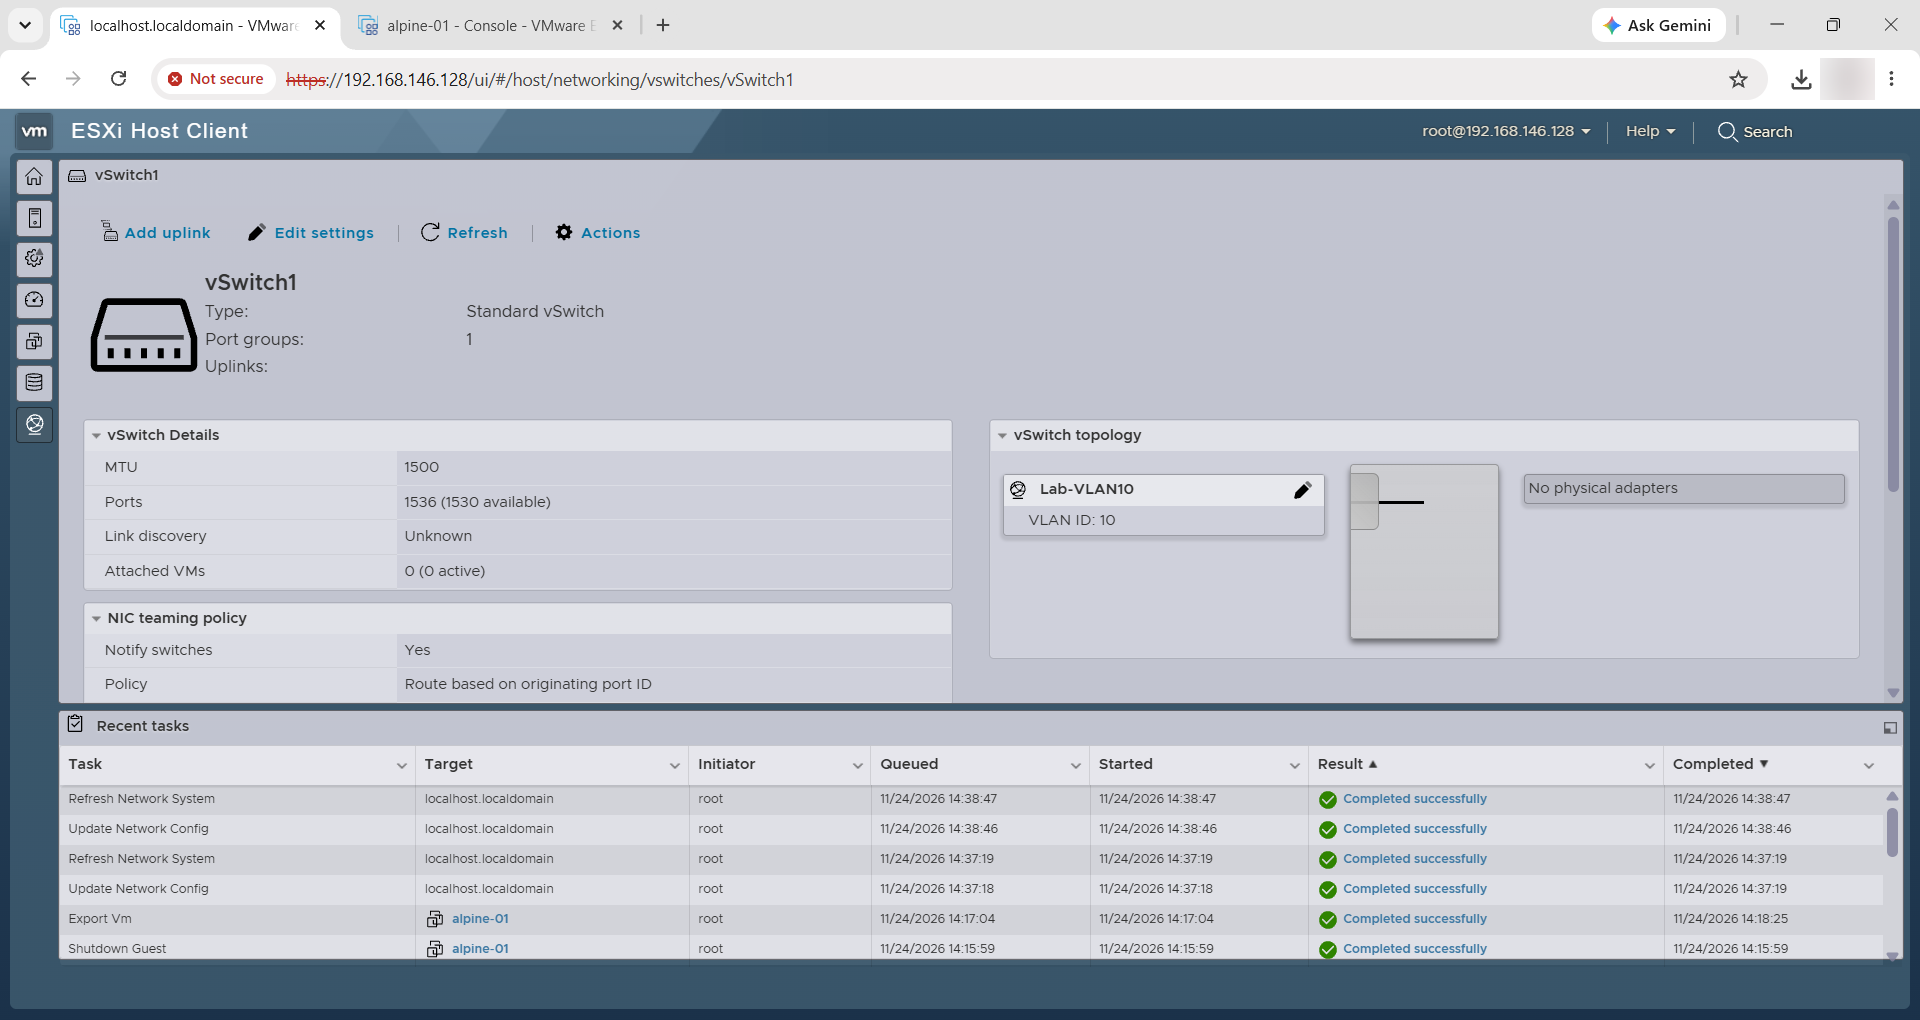 localhost.localdomain - VMware
alpine-01 - Console - VMware E
Ask Gemini
Not secure
https://192.168.146.128/ui/#/host/networking/vswitches/vSwitch1
vm
ESXi Host Client
root@192.168.146.128
Help
Search
vSwitch1
Add uplink
Edit settings
Refresh
Actions
vSwitch1
Type: Standard vSwitch
Port groups: 1
Uplinks:
vSwitch Details
MTU 1500
Ports 1536 (1530 available)
Link discovery Unknown
Attached VMs 0 (0 active)
NIC teaming policy
Notify switches Yes
Policy Route based on originating port ID
vSwitch topology
Lab-VLAN10
VLAN ID: 10
No physical adapters
Recent tasks
Task Target Initiator Queued Started Result Completed
Refresh Network System localhost.localdomain root 11/24/2026 14:38:47 11/24/2026 14:38:47 Completed successfully 11/24/2026 14:38:47
Update Network Config localhost.localdomain root 11/24/2026 14:38:46 11/24/2026 14:38:46 Completed successfully 11/24/2026 14:38:46
Refresh Network System localhost.localdomain root 11/24/2026 14:37:19 11/24/2026 14:37:19 Completed successfully 11/24/2026 14:37:19
Update Network Config localhost.localdomain root 11/24/2026 14:37:18 11/24/2026 14:37:18 Completed successfully 11/24/2026 14:37:19
Export Vm alpine-01 root 11/24/2026 14:17:04 11/24/2026 14:17:04 Completed successfully 11/24/2026 14:18:25
Shutdown Guest alpine-01 root 11/24/2026 14:15:59 11/24/2026 14:15:59 Completed successfully 11/24/2026 14:15:59